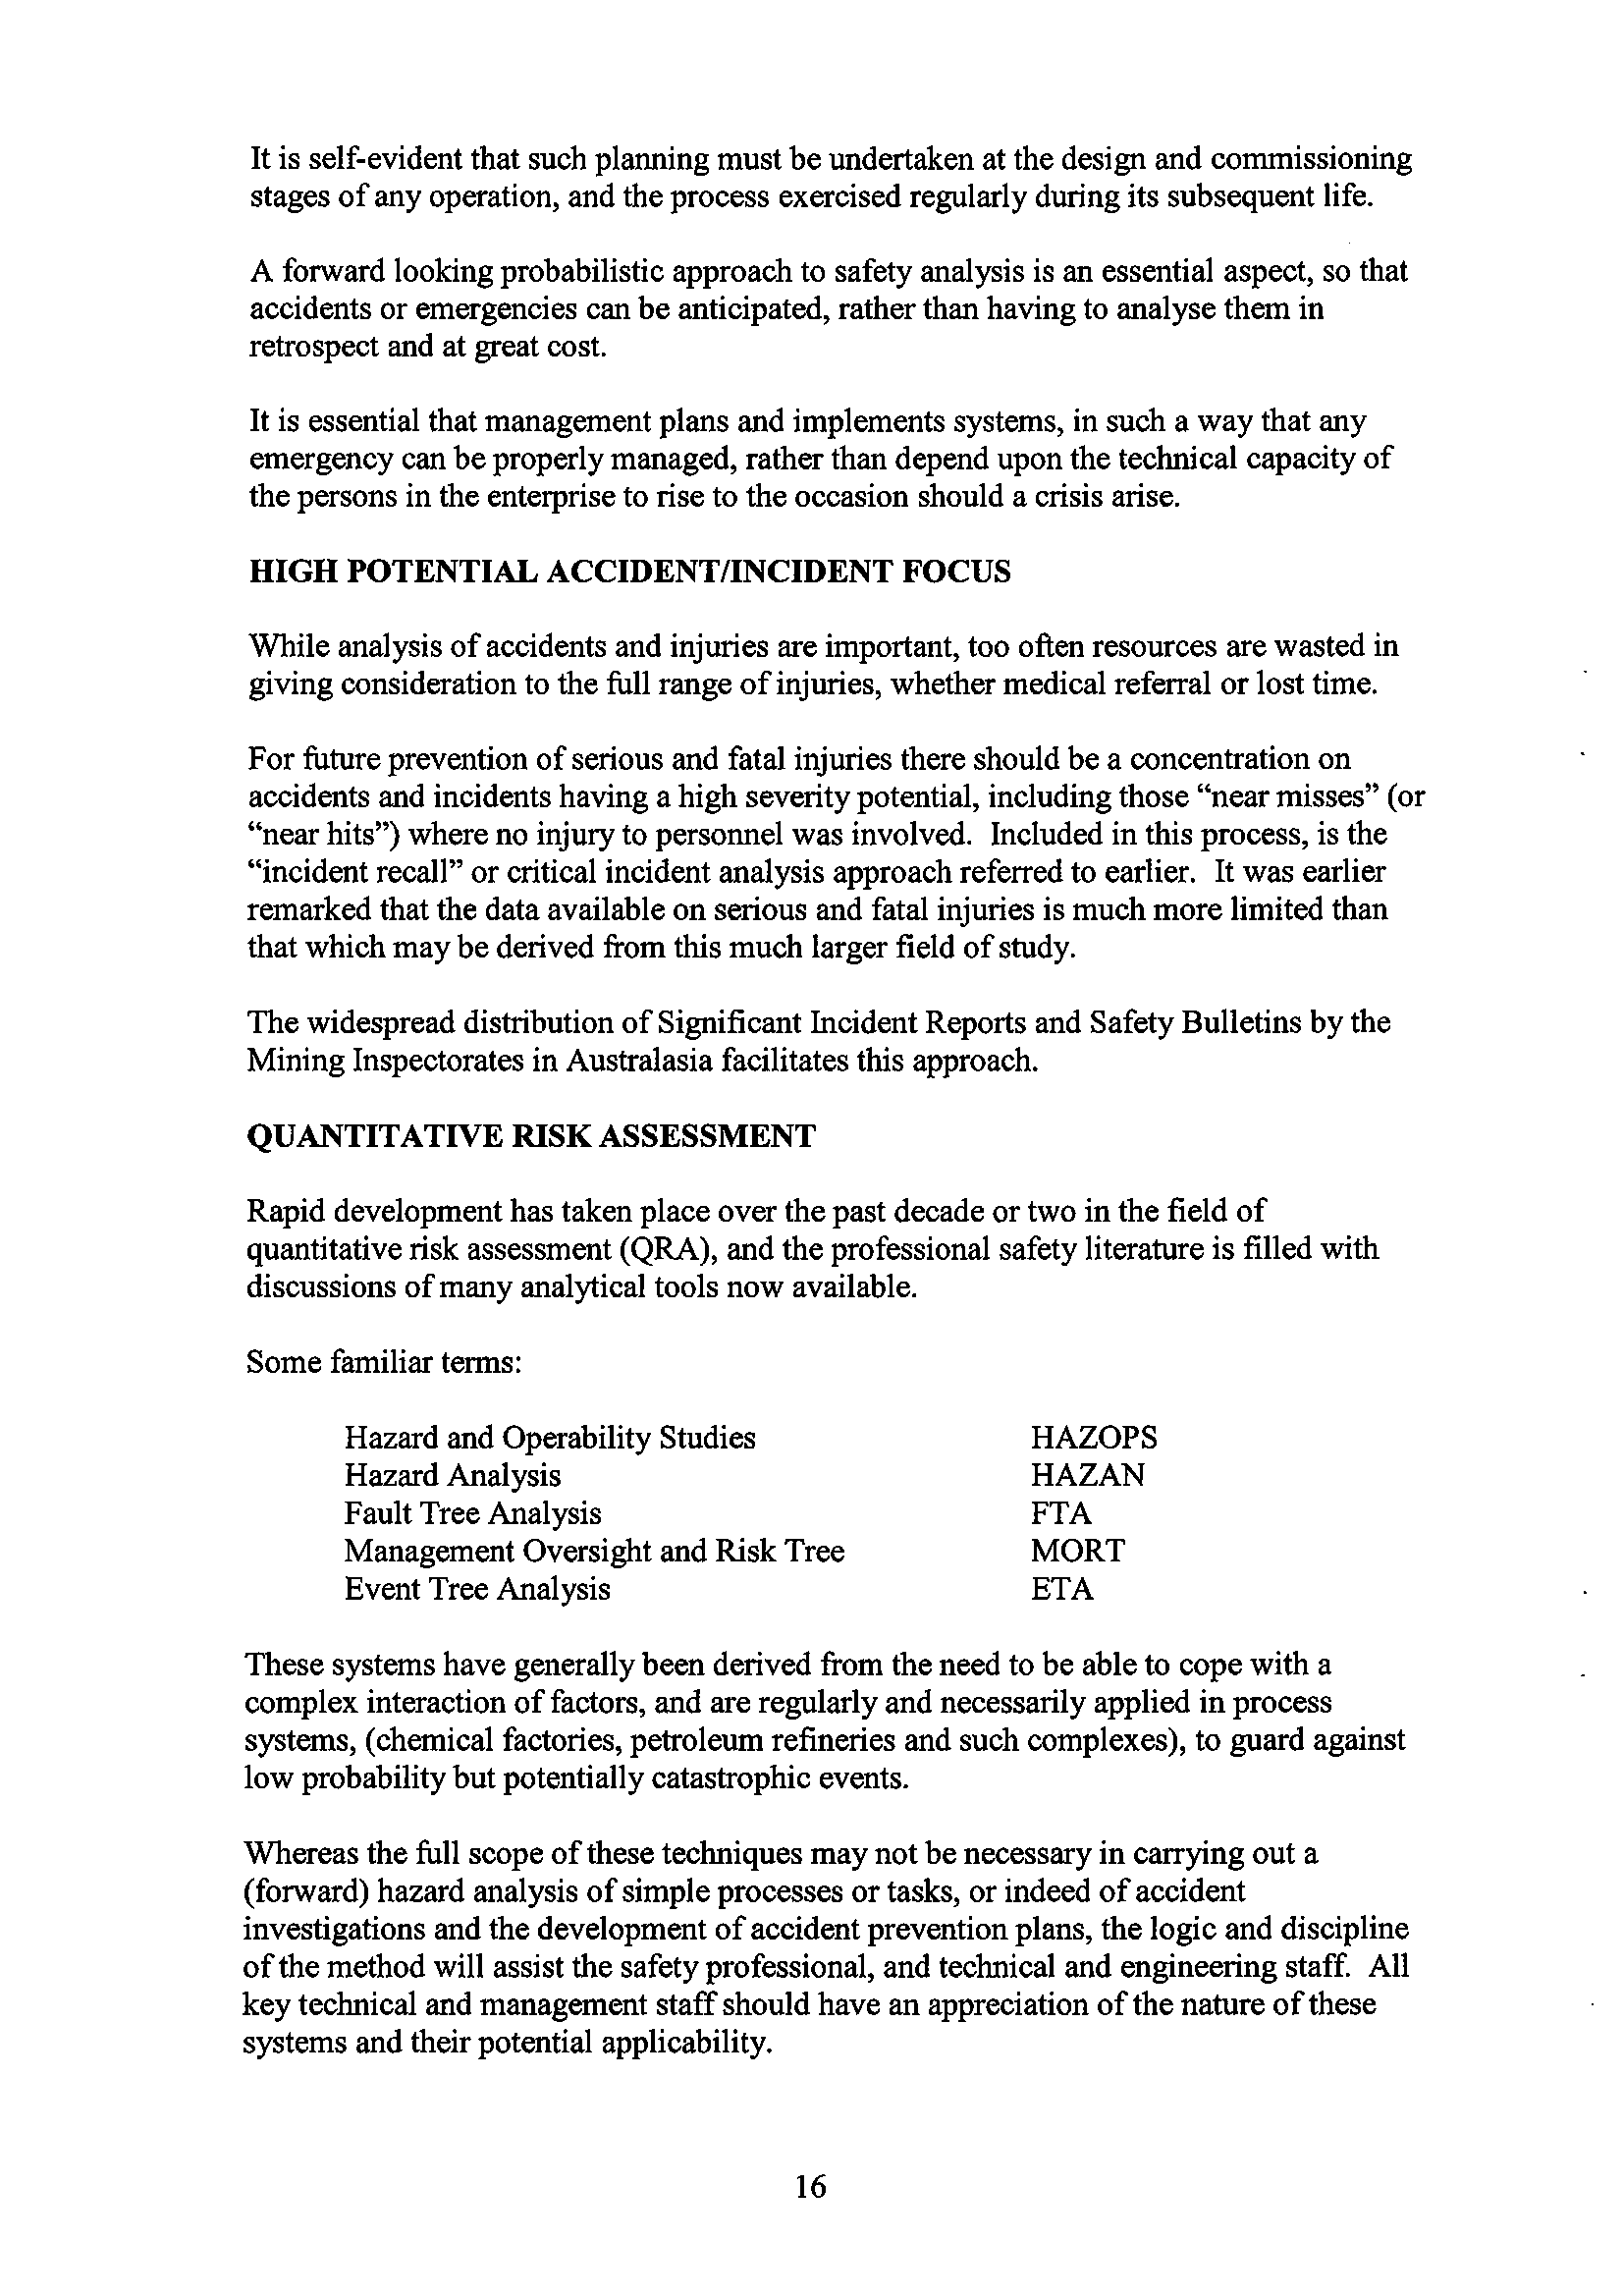 It is self-evident that such planning must be undertaken at the design and commissioning
stages of any operation, and the process exercised regularly during its subsequent life.
A forward looking probabilistic approach to safety analysis is an essential aspect, so that
accidents or emergencies can be anticipated, rather than having to analyse them in
retrospect and at great cost.
It is essential that management plans and implements systems, in such a way that any
emergency can be properly managed, rather than depend upon the technical capacity of
the persons in the enterprise to rise to the occasion should a crisis arise.
HIGH POTENTIAL ACCIDENT/INCIDENT FOCUS
While analysis of accidents and injuries are important, too often resources are wasted in
giving consideration to the full range of injuries, whether medical referral or lost time.
For future prevention of serious and fatal injuries there should be a concentration on
accidents and incidents having a high severity potential, including those “near misses” (or
“near hits”) where no injury to personnel was involved. Included in this process, is the
“incident recall” or critical incident analysis approach referred to earlier. It was earlier
remarked that the data available on serious and fatal injuries is much more limited than
that which may be derived from this much larger field of study.
The widespread distribution of Significant Incident Reports and Safety Bulletins by the
Mining Inspectorates in Australasia facilitates this approach.
QUANTITATIVE RISK ASSESSMENT
Rapid development has taken place over the past decade or two in the field of
quantitative risk assessment (QRA), and the professional safety literature is filled with
discussions of many analytical tools now available.
Some familiar terms:
Hazard and Operability Studies HAZOPS
Hazard Analysis HAZAN
Fault Tree Analysis FTA
Management Oversight and Risk Tree MORT
Event Tree Analysis ETA
These systems have generally been derived from the need to be able to cope with a
complex interaction of factors, and are regularly and necessarily applied in process
systems, (chemical factories, petroleum refineries and such complexes), to guard against
low probability but potentially catastrophic events.
Whereas the full scope of these techniques may not be necessary in carrying out a
(forward) hazard analysis of simple processes or tasks, or indeed of accident
investigations and the development of accident prevention plans, the logic and discipline
of the method will assist the safety professional, and technical and engineering staff. All
key technical and management staff should have an appreciation of the nature of these
systems and their potential applicability.
16